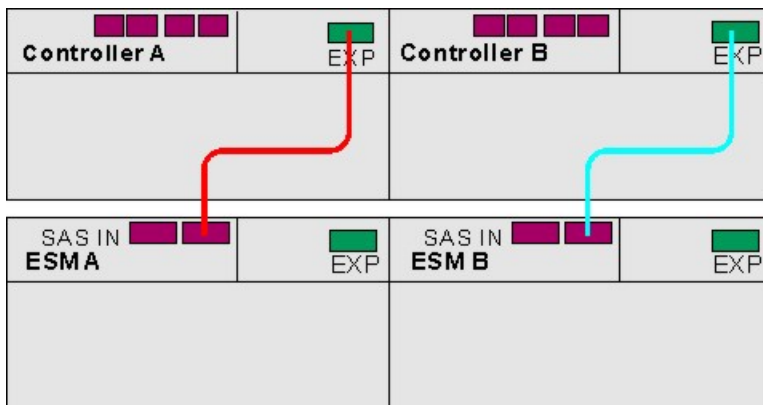 Controller A
EXP
Controller B
EXP
SAS IN
ESM A
EXP
SAS IN
ESM B
EXP